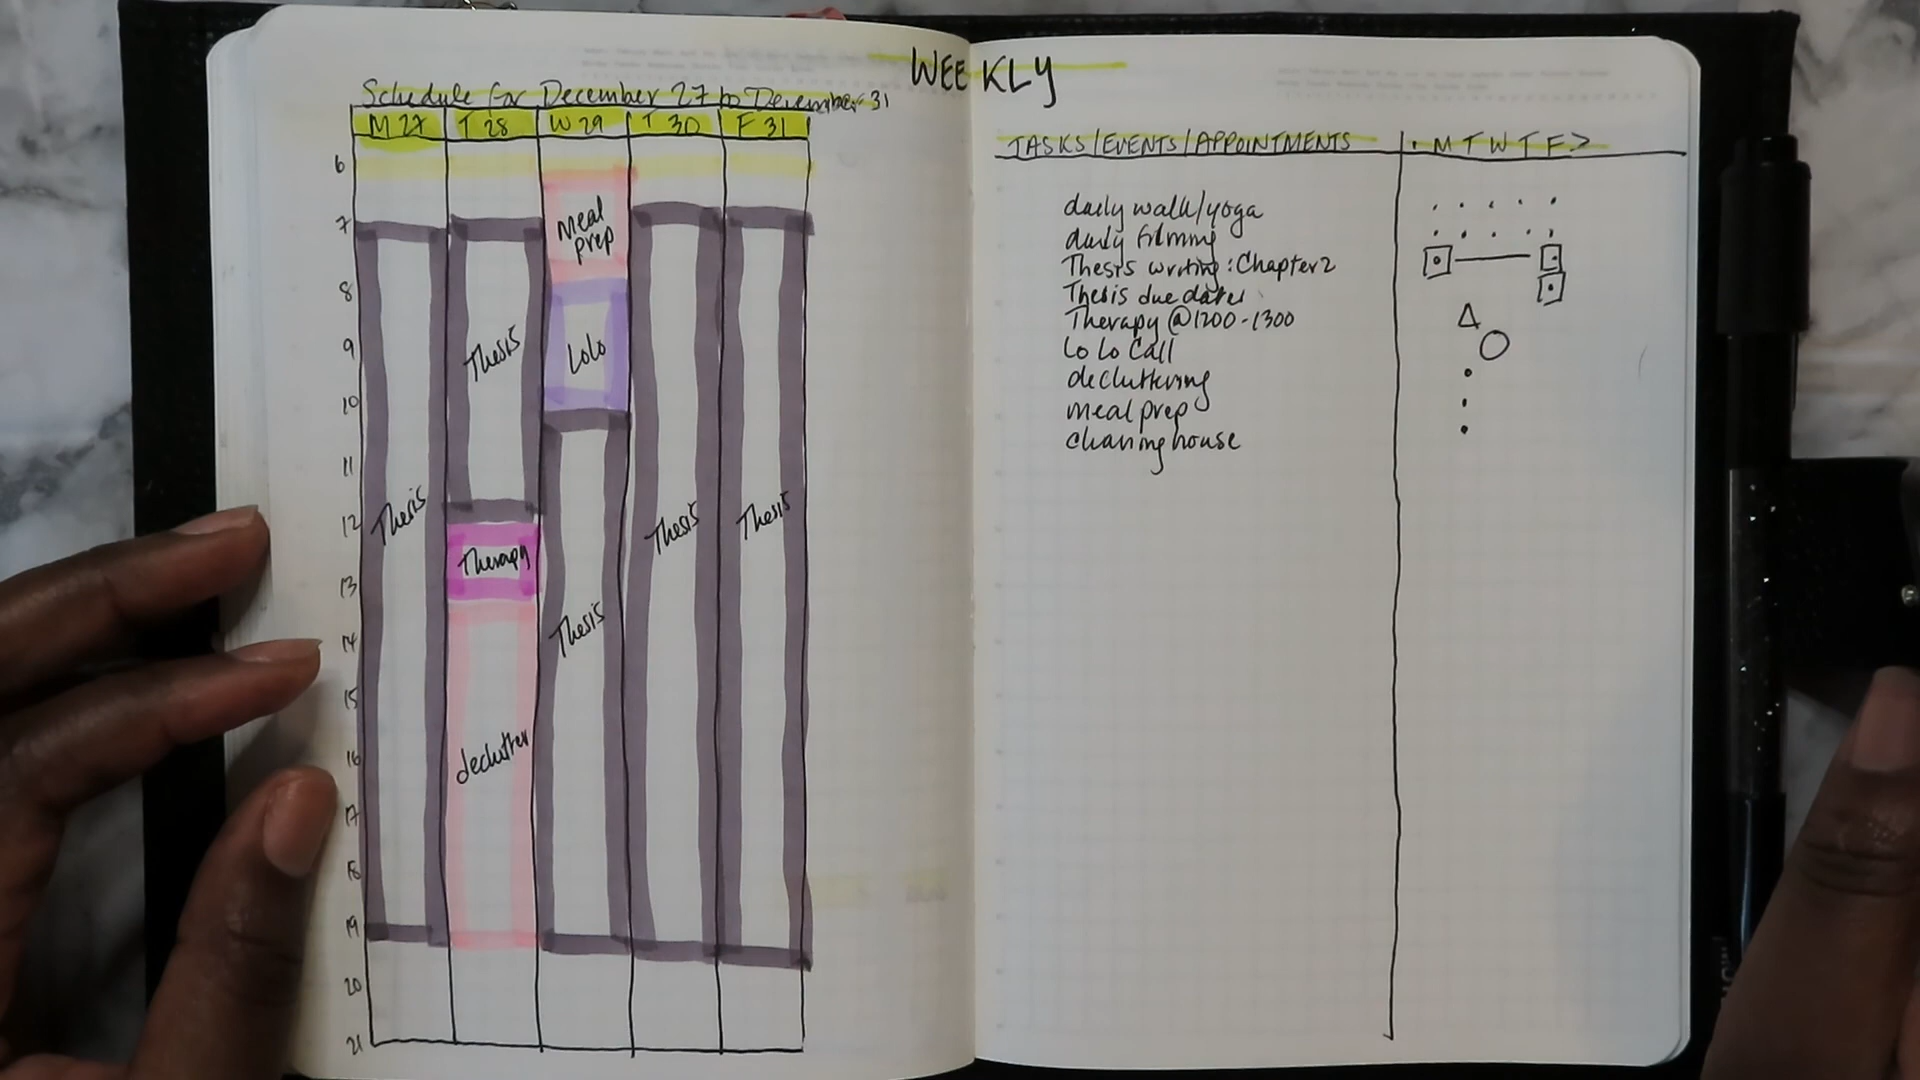 WEEKLY
Schedule for December 27 to December 31
M 27 T 28 W 29 T 30 F 31
6
7
8
9
10
11
12
13
14
15
16
17
18
19
20
21
Thesis
Thesis
Therapy
declutter
meal
prep
LoLo
Thesis
Thesis
Thesis
TASKS/EVENTS/APPOINTMENTS . M T W T F >
daily walk/yoga
daily filming
Thesis writing: Chapter 2
Thesis due date
Therapy @1200-1300
Lo Lo Call
decluttering
meal prep
cleaning house